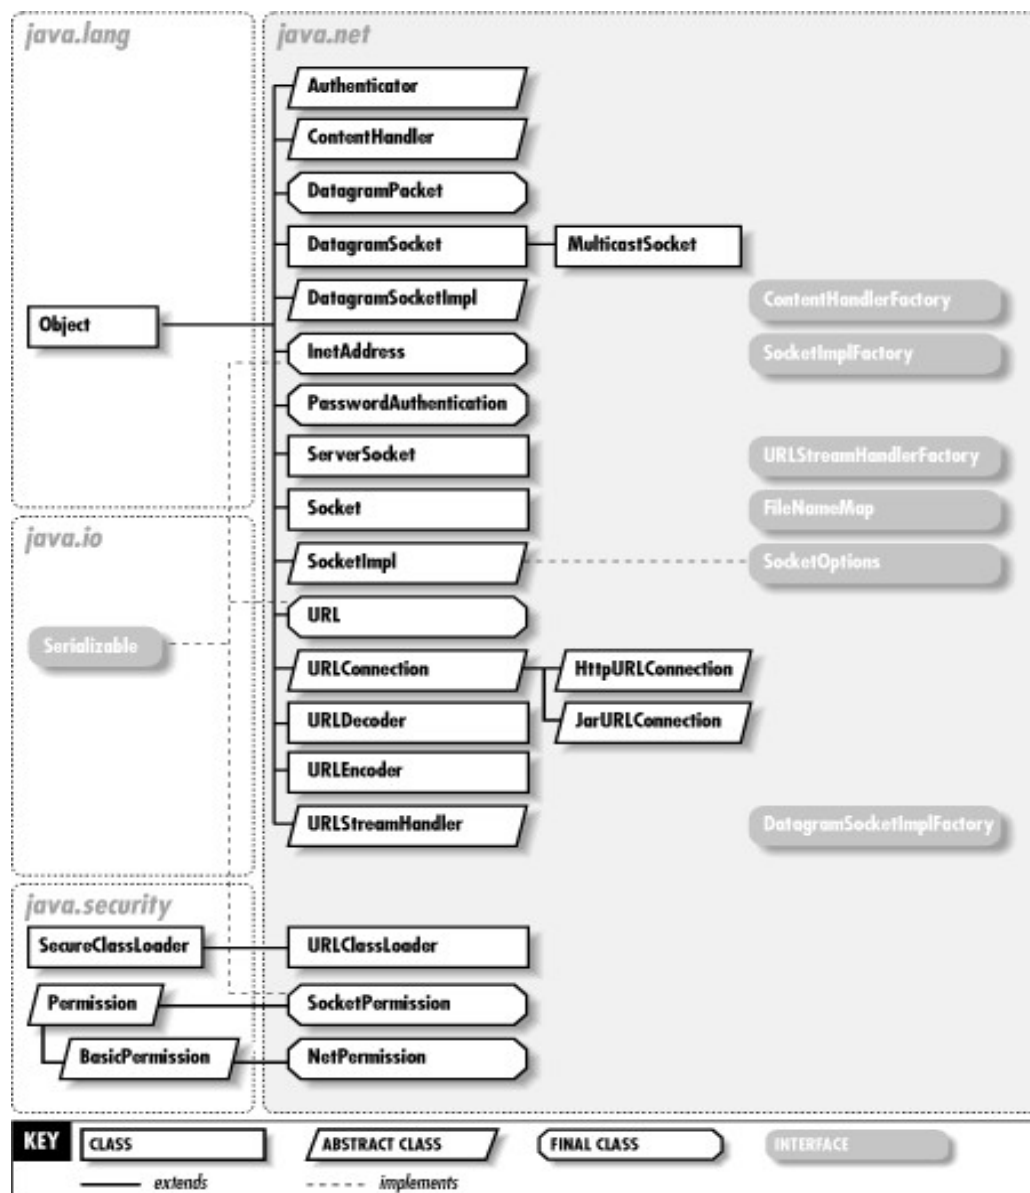 java.lang
java.net
Authenticator
ContentHandler
DatagramPacket
DatagramSocket
MulticastSocket
DatagramSocketImpl
ContentHandlerFactory
Object
InetAddress
SocketImplFactory
PasswordAuthentication
ServerSocket
URLStreamHandlerFactory
Socket
FileNameMap
java.io
SocketImpl
SocketOptions
URL
Serializable
URLConnection
HttpURLConnection
URLDecoder
JarURLConnection
URLEncoder
URLStreamHandler
DatagramSocketImplFactory
java.security
SecureClassLoader
URLClassLoader
Permission
SocketPermission
BasicPermission
NetPermission
KEY
CLASS
ABSTRACT CLASS
FINAL CLASS
INTERFACE
extends
implements